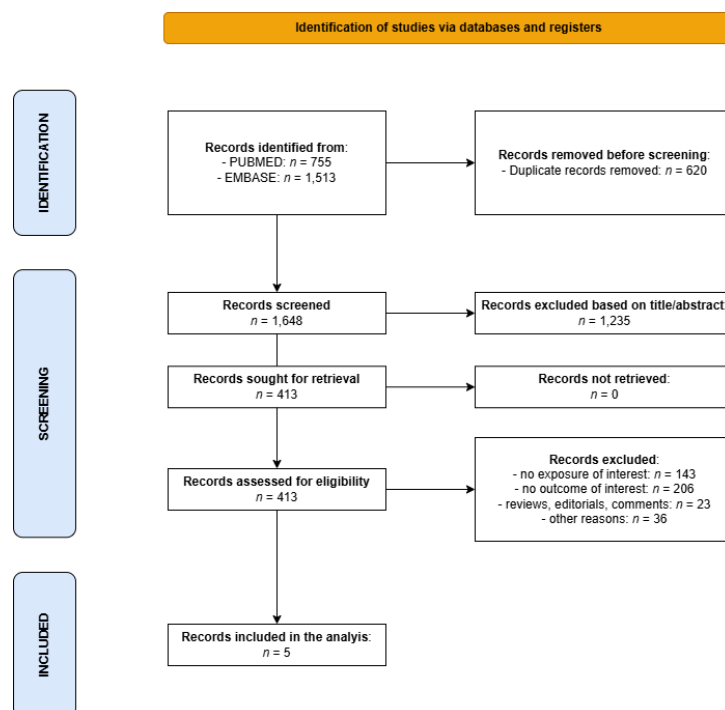 Identification of studies via databases and registers
IDENTIFICATION
Records identified from:
- PUBMED: n = 755
- EMBASE: n = 1,513
Records removed before screening:
- Duplicate records removed: n = 620
SCREENING
Records screened
n = 1,648
Records excluded based on title/abstract:
n = 1,235
Records sought for retrieval
n = 413
Records not retrieved:
n = 0
Records assessed for eligibility
n = 413
Records excluded:
- no exposure of interest: n = 143
- no outcome of interest: n = 206
- reviews, editorials, comments: n = 23
- other reasons: n = 36
INCLUDED
Records included in the analyis:
n = 5